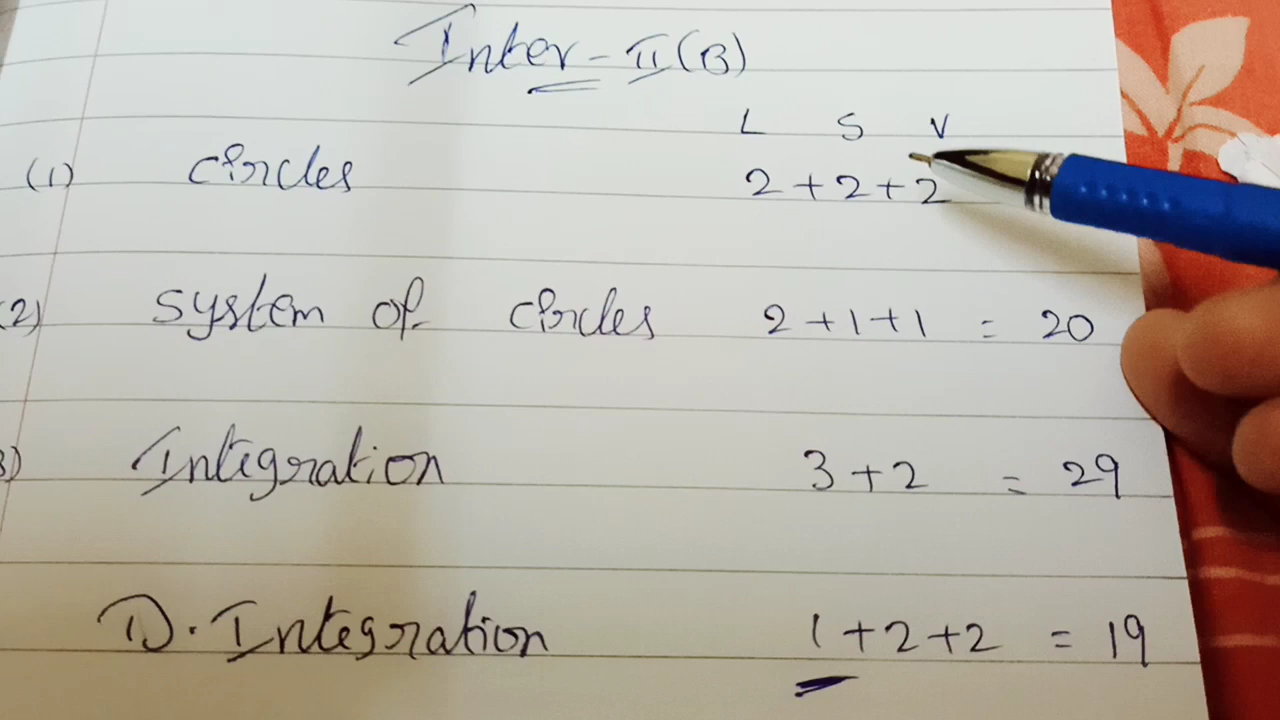 Inter - II (B)
L S V
(1) circles 2 + 2 + 2
(2) system of circles 2 + 1 + 1 = 20
3) Integration 3 + 2 = 29
D. Integration 1 + 2 + 2 = 19